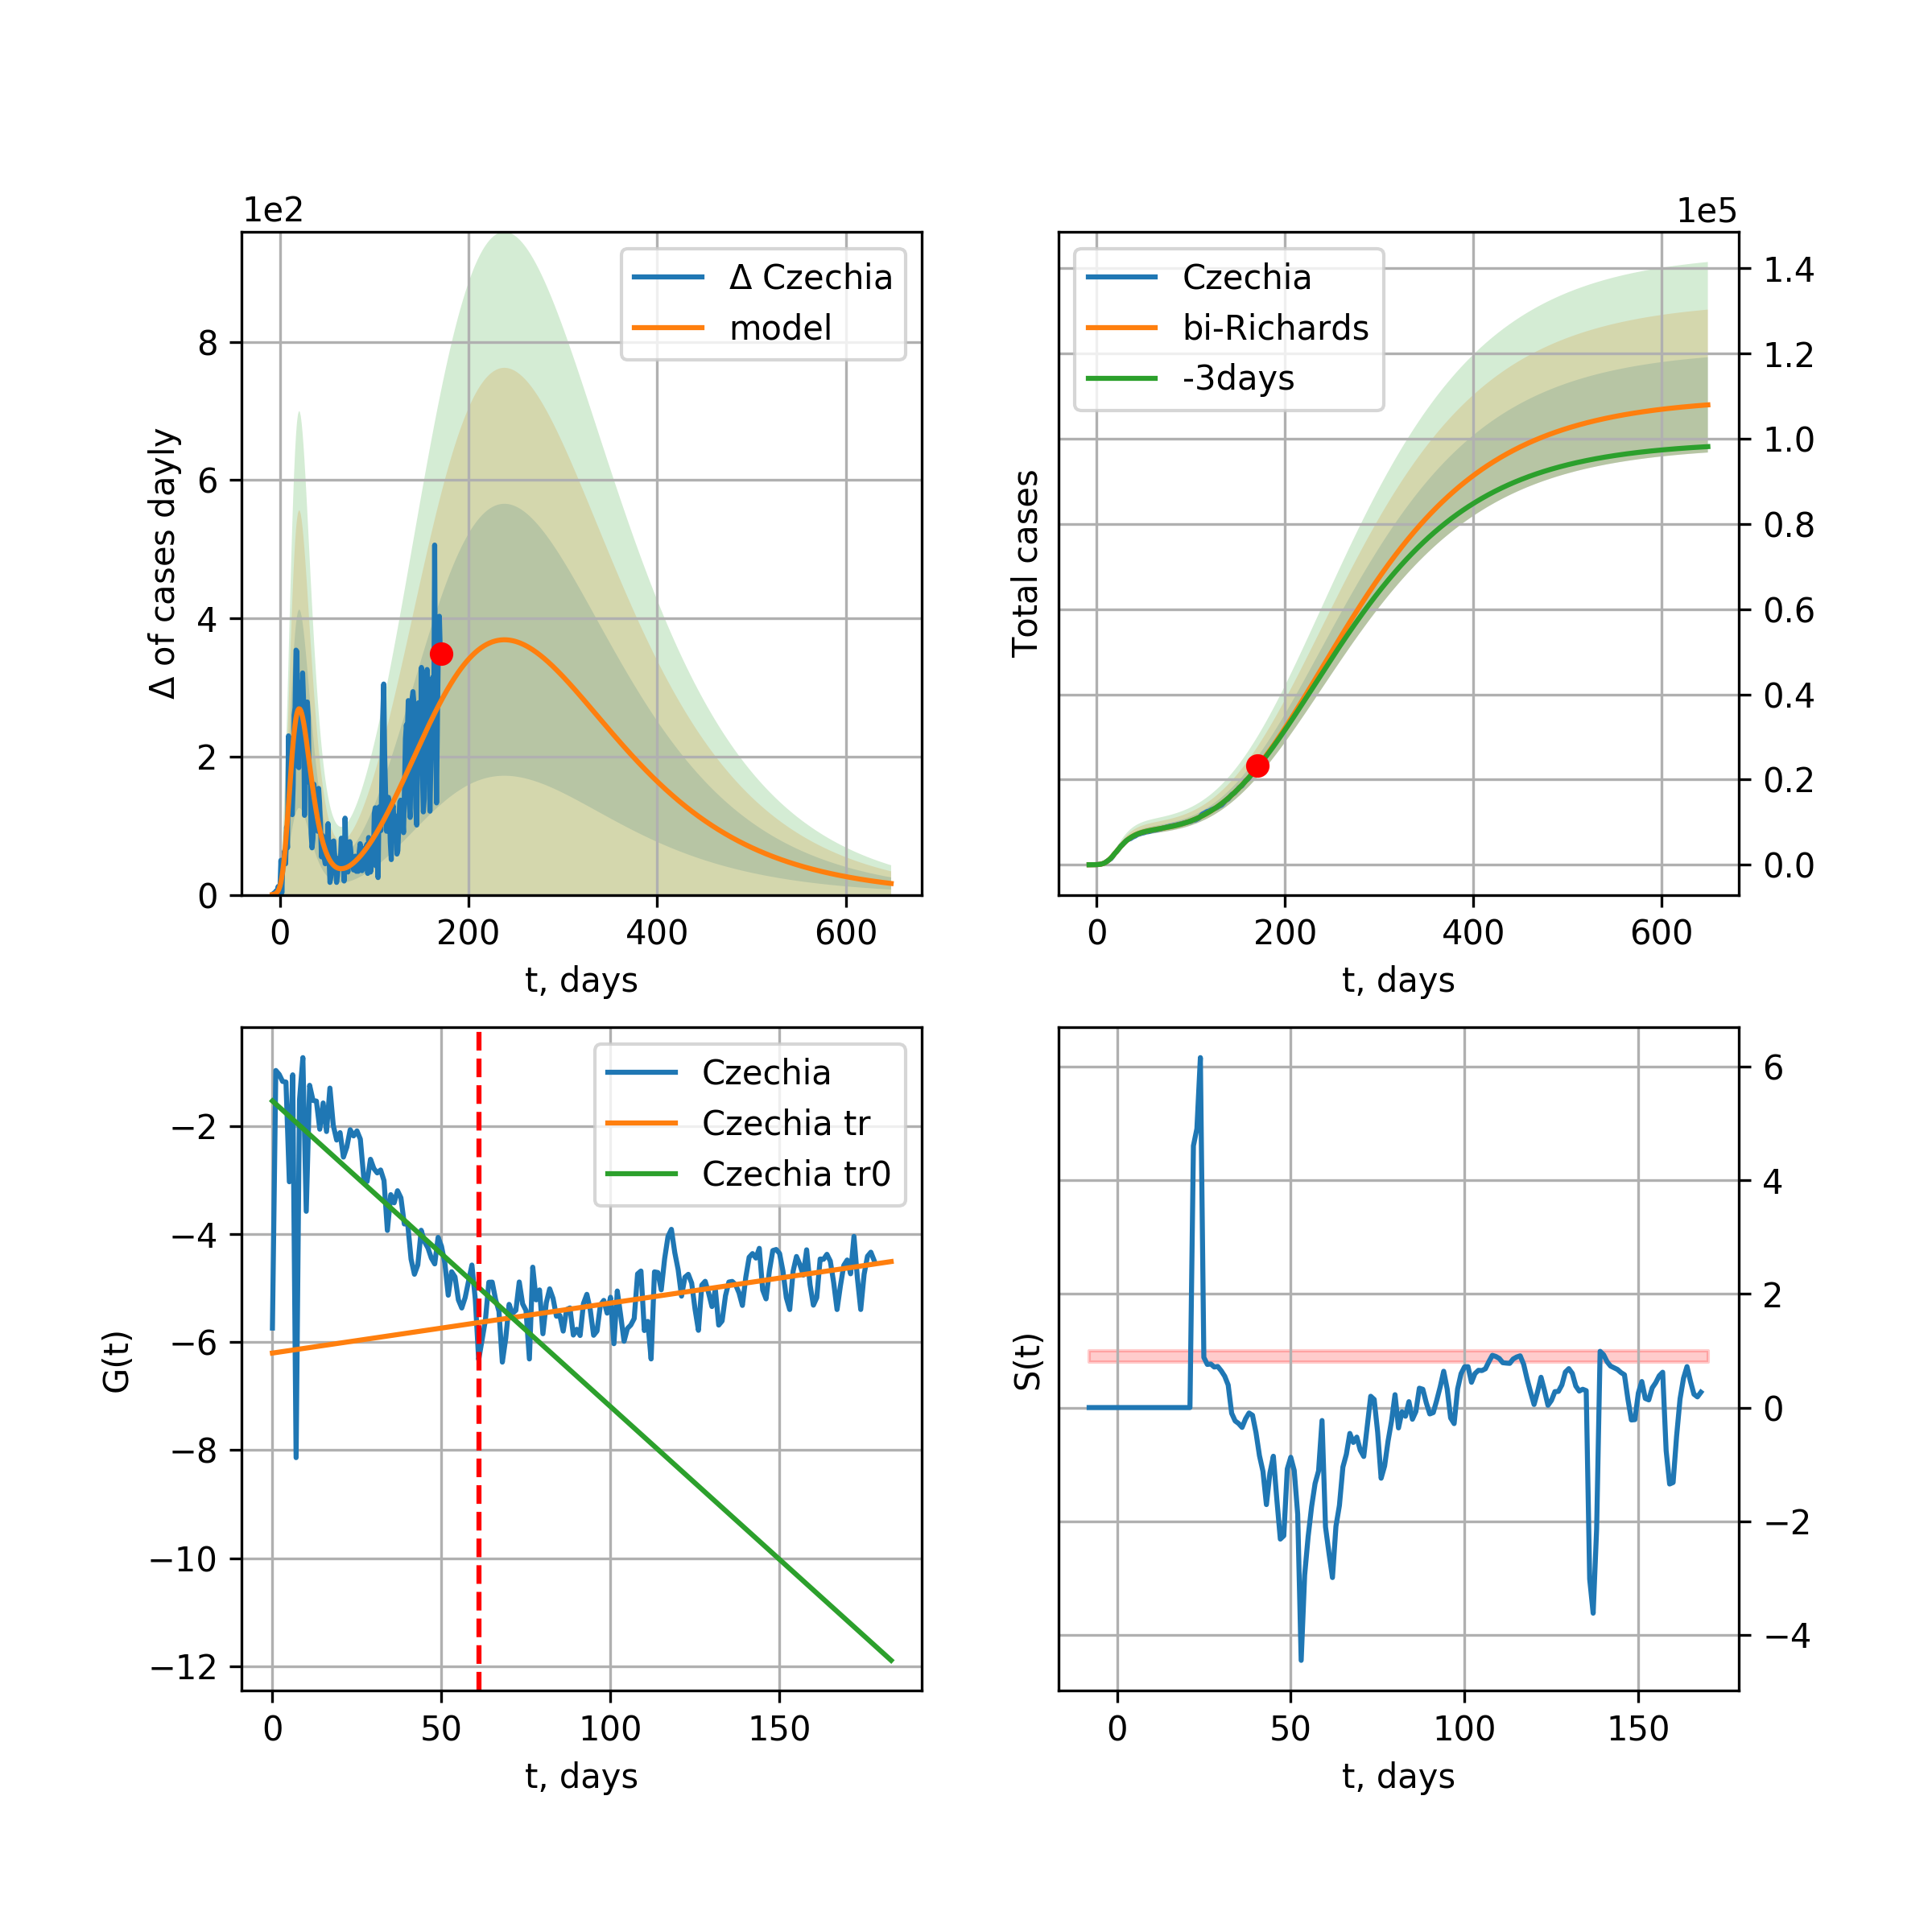 1e2
Δ Czechia
model
8
6
4
2
0
Δ of cases dayly
0 200 400 600
t, days
1e5
Czechia
bi-Richards
-3days
1.4
1.2
1.0
0.8
0.6
0.4
0.2
0.0
Total cases
0 200 400 600
t, days
Czechia
Czechia tr
Czechia tr0
−2
−4
−6
−8
−10
−12
G(t)
0 50 100 150
t, days
6
4
2
0
−2
−4
S(t)
0 50 100 150
t, days